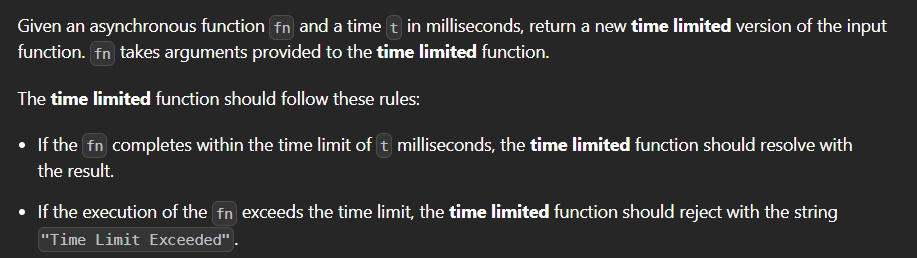 Given an asynchronous function fn and a time t in milliseconds, return a new time limited version of the input
function. fn takes arguments provided to the time limited function.
The time limited function should follow these rules:
• If the fn completes within the time limit of t milliseconds, the time limited function should resolve with
the result.
• If the execution of the fn exceeds the time limit, the time limited function should reject with the string
"Time Limit Exceeded".